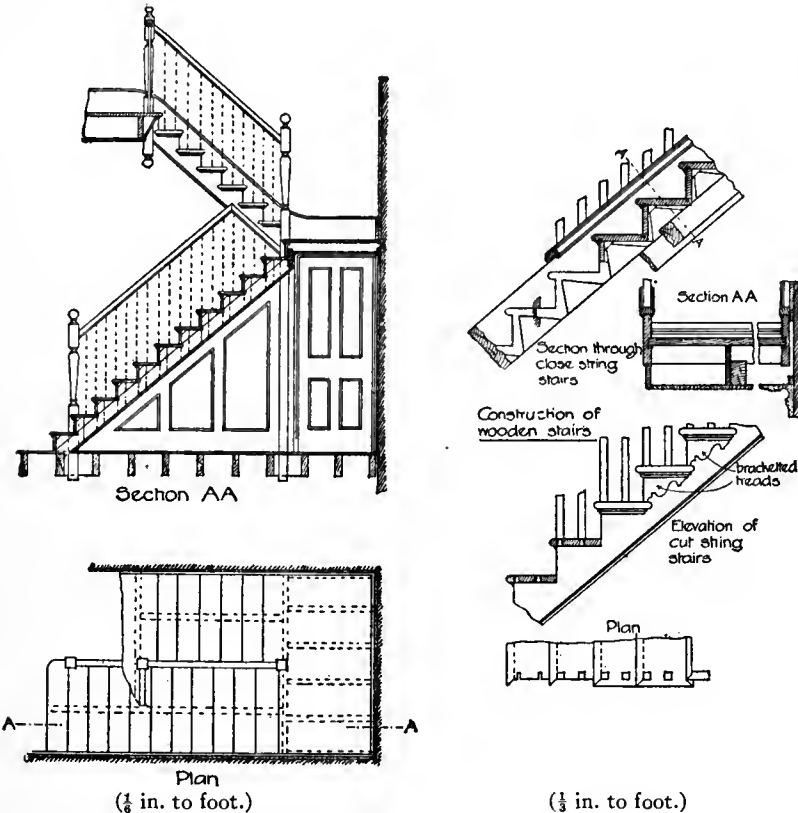 Section AA
A
A
Plan
(⅙ in. to foot.)
A
A
Section through
close string
stairs
Section AA
Construction of
wooden stairs
bracketted
treads
Elevation of
cut string
stairs
Plan
(⅓ in. to foot.)